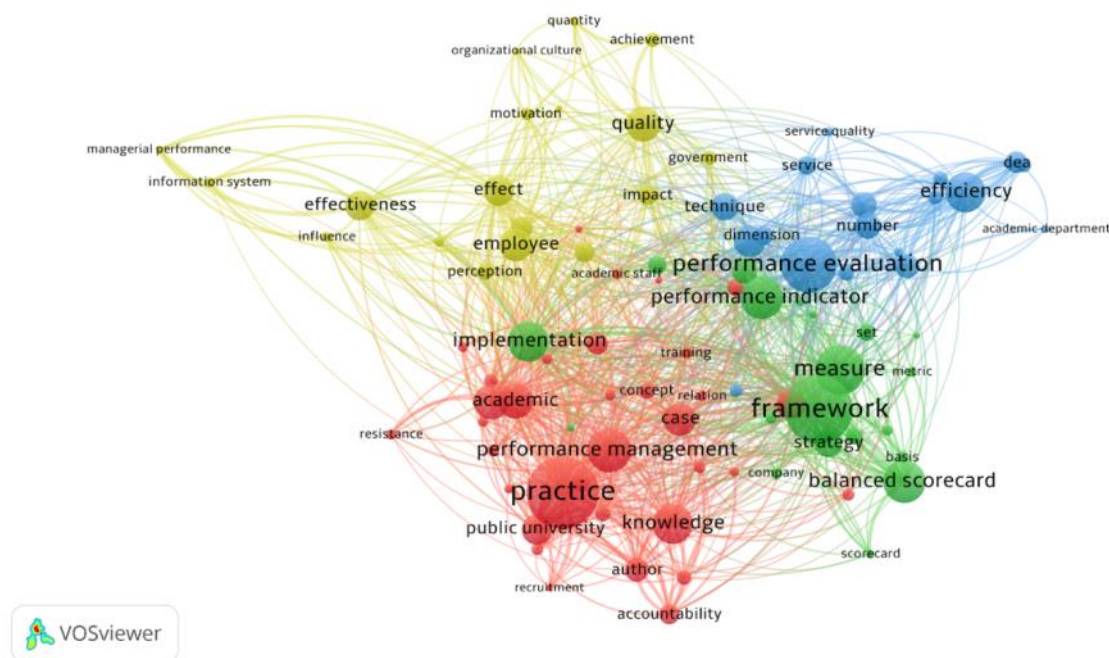 quantity
achievement
organizational culture
motivation
quality
service quality
managerial performance
government
service
dea
information system
effect
impact
efficiency
effectiveness
technique
number
academic department
influence
employee
dimension
perception
academic staff
performance evaluation
performance indicator
implementation
set
training
measure
metric
academic
concept
relation
framework
case
resistance
strategy
performance management
basis
company
balanced scorecard
practice
public university
knowledge
scorecard
author
recruitment
accountability
VOSviewer